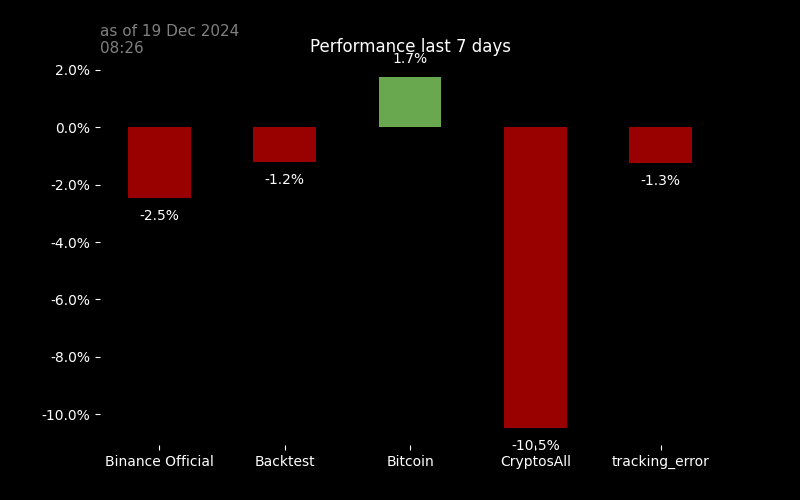 as of 19 Dec 2024
08:26
Performance last 7 days
1.7%
2.0%
0.0%
-2.0%
-4.0%
-6.0%
-8.0%
-10.0%
-2.5%
-1.2%
-1.3%
-10.5%
Binance Official
Backtest
Bitcoin
CryptosAll
tracking_error